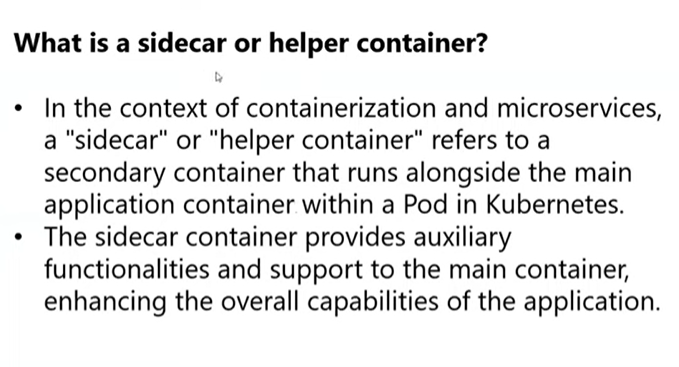 What is a sidecar or helper container?
• In the context of containerization and microservices,
a "sidecar" or "helper container" refers to a
secondary container that runs alongside the main
application container within a Pod in Kubernetes.
• The sidecar container provides auxiliary
functionalities and support to the main container,
enhancing the overall capabilities of the application.